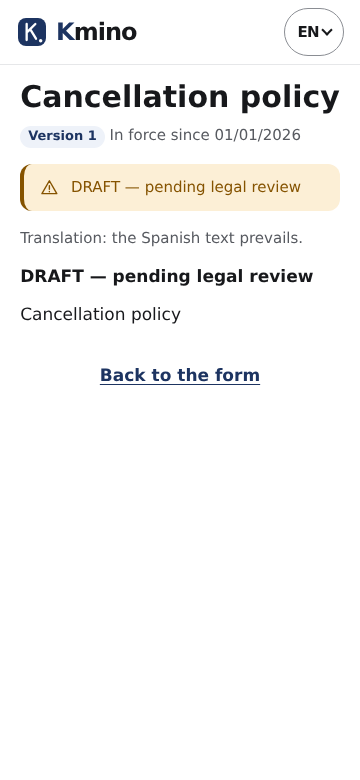 K. Kmino
EN
Cancellation policy
Version 1 In force since 01/01/2026
DRAFT — pending legal review
Translation: the Spanish text prevails.
DRAFT — pending legal review
Cancellation policy
Back to the form